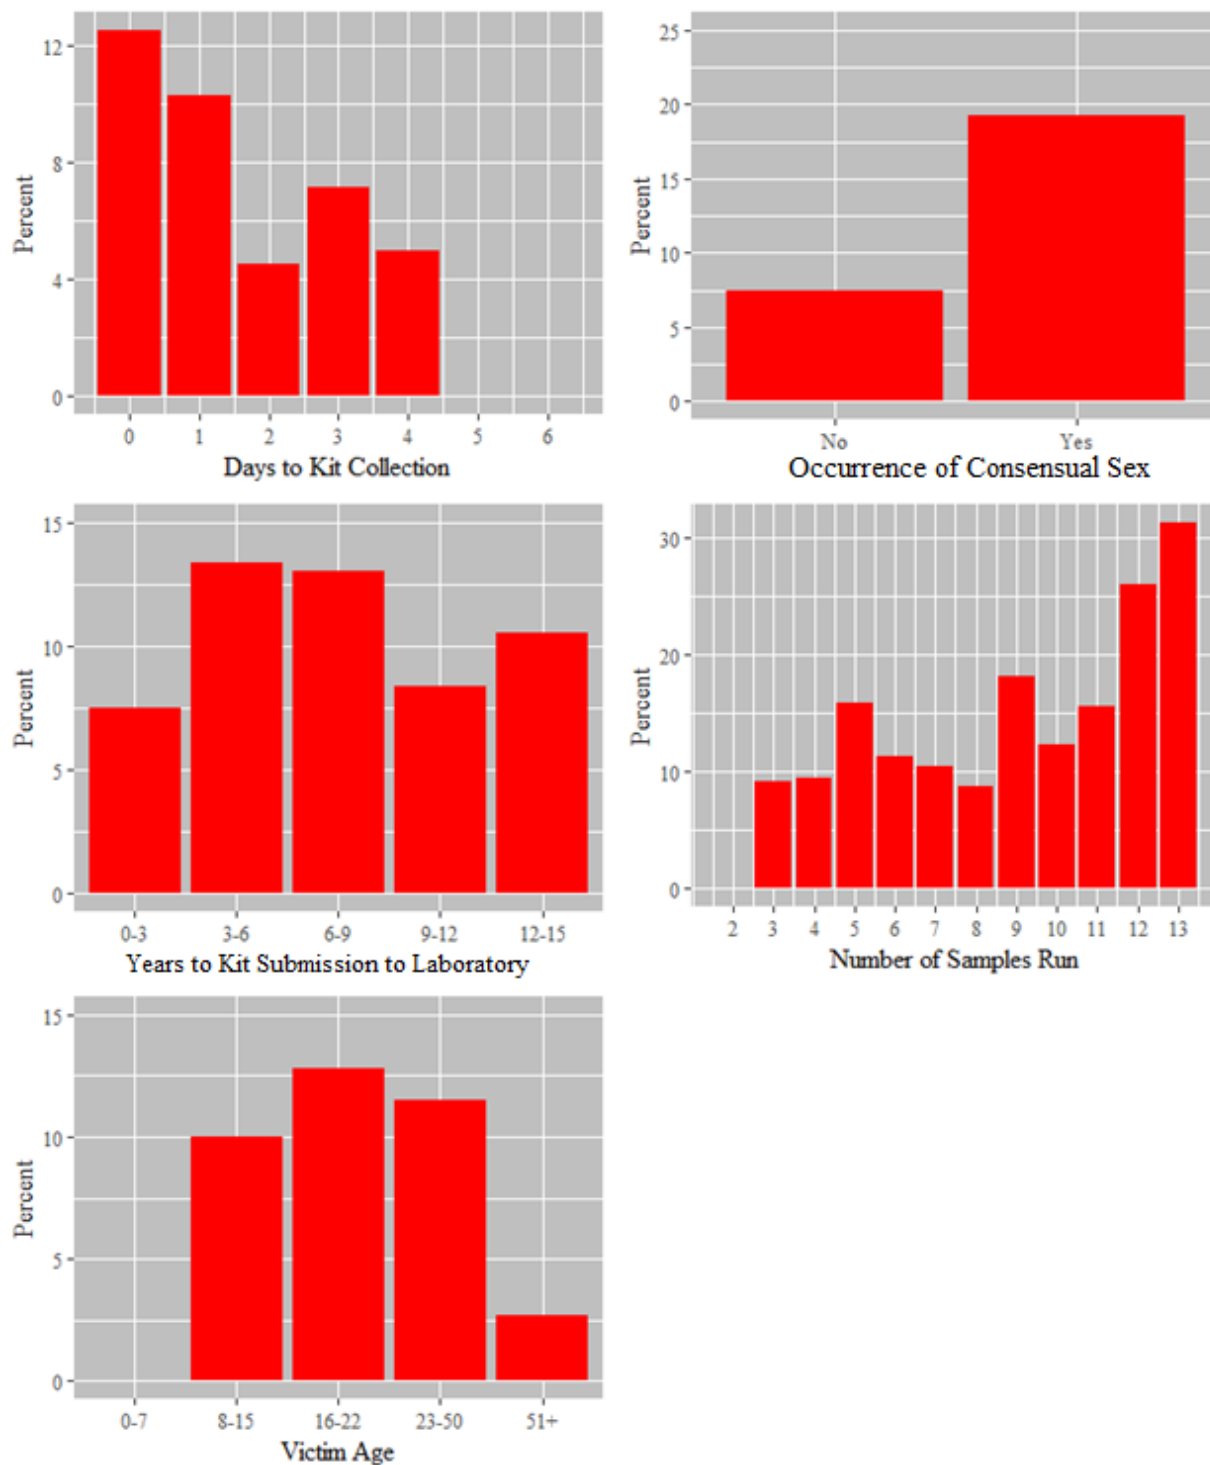 12
8
4
0
Percent
0 1 2 3 4 5 6
Days to Kit Collection
25
20
15
10
5
0
Percent
No Yes
Occurrence of Consensual Sex
15
10
5
0
Percent
0-3 3-6 6-9 9-12 12-15
Years to Kit Submission to Laboratory
30
20
10
0
Percent
2 3 4 5 6 7 8 9 10 11 12 13
Number of Samples Run
15
10
5
0
Percent
0-7 8-15 16-22 23-50 51+
Victim Age